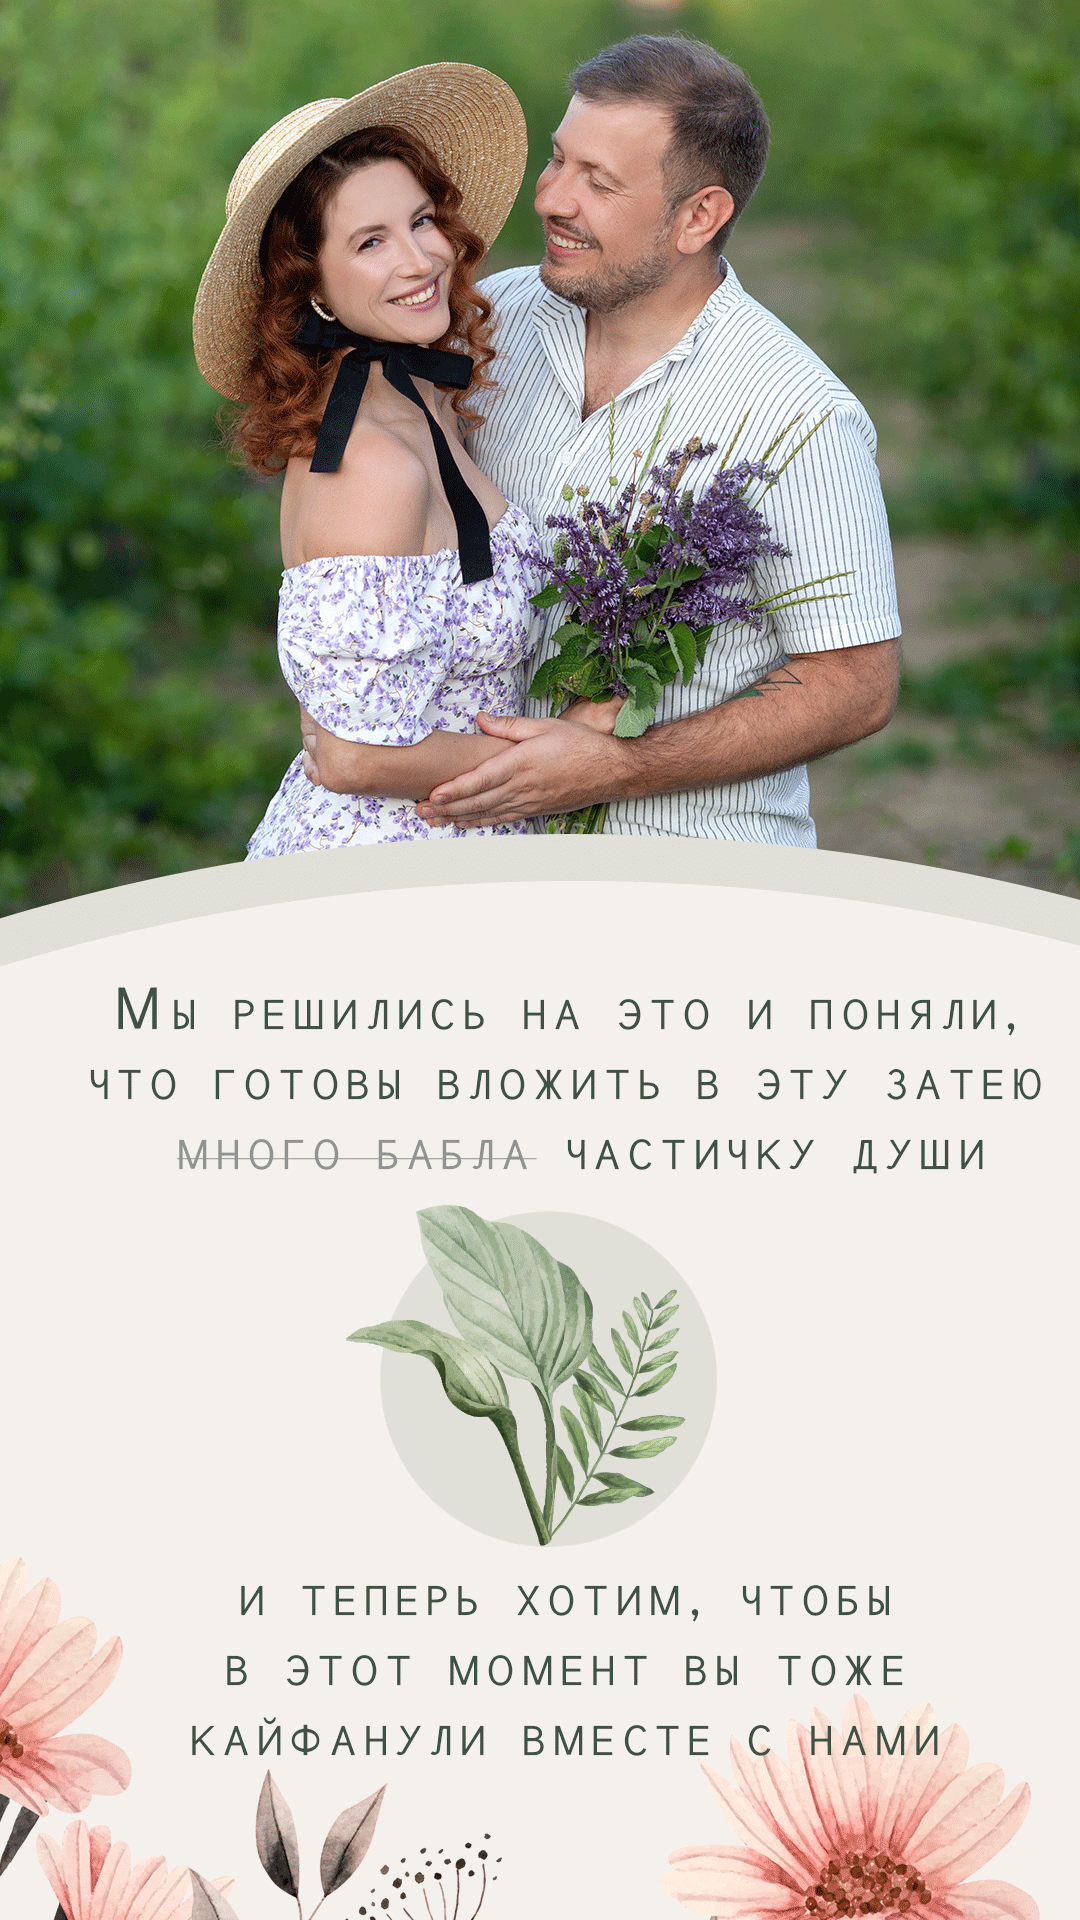 Мы решились на это и поняли,
что готовы вложить в эту затею
много бабла частичку души
и теперь хотим, чтобы
в этот момент вы тоже
кайфанули вместе с нами